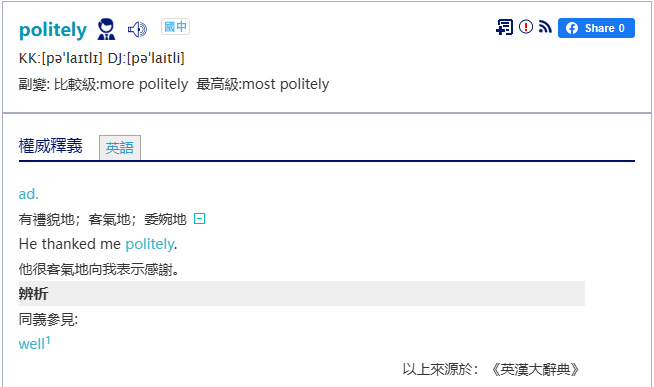 politely 國中 Share 0
KK:[pəˈlaɪtlɪ] DJ:[pəˈlaitli]
副變: 比較級:more politely 最高級:most politely
權威釋義 英語
ad.
有禮貌地；客氣地；委婉地
He thanked me politely.
他很客氣地向我表示感謝。
辨析
同義參見:
well1
以上來源於：《英漢大辭典》